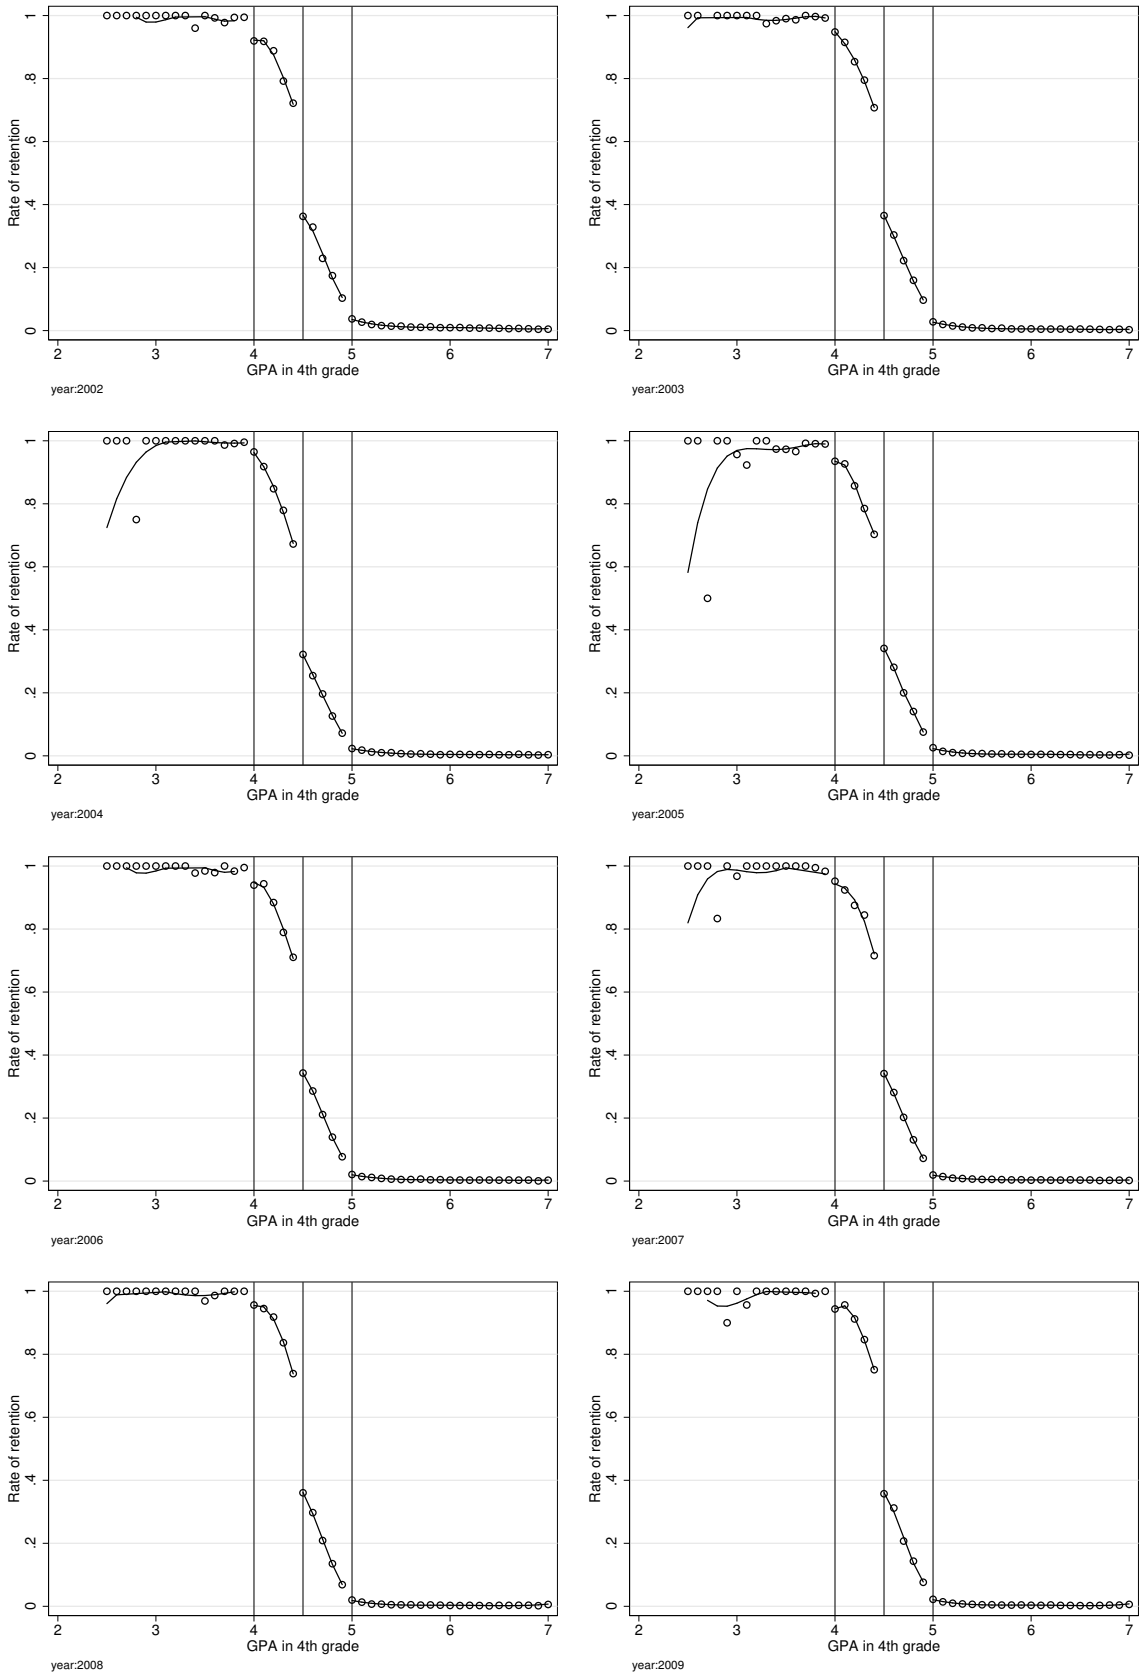 Rate of retention
1
.8
.6
.4
.2
0
2 3 4 5 6 7
GPA in 4th grade
year:2002
Rate of retention
1
.8
.6
.4
.2
0
2 3 4 5 6 7
GPA in 4th grade
year:2003
Rate of retention
1
.8
.6
.4
.2
0
2 3 4 5 6 7
GPA in 4th grade
year:2004
Rate of retention
1
.8
.6
.4
.2
0
2 3 4 5 6 7
GPA in 4th grade
year:2005
Rate of retention
1
.8
.6
.4
.2
0
2 3 4 5 6 7
GPA in 4th grade
year:2006
Rate of retention
1
.8
.6
.4
.2
0
2 3 4 5 6 7
GPA in 4th grade
year:2007
Rate of retention
1
.8
.6
.4
.2
0
2 3 4 5 6 7
GPA in 4th grade
year:2008
Rate of retention
1
.8
.6
.4
.2
0
2 3 4 5 6 7
GPA in 4th grade
year:2009